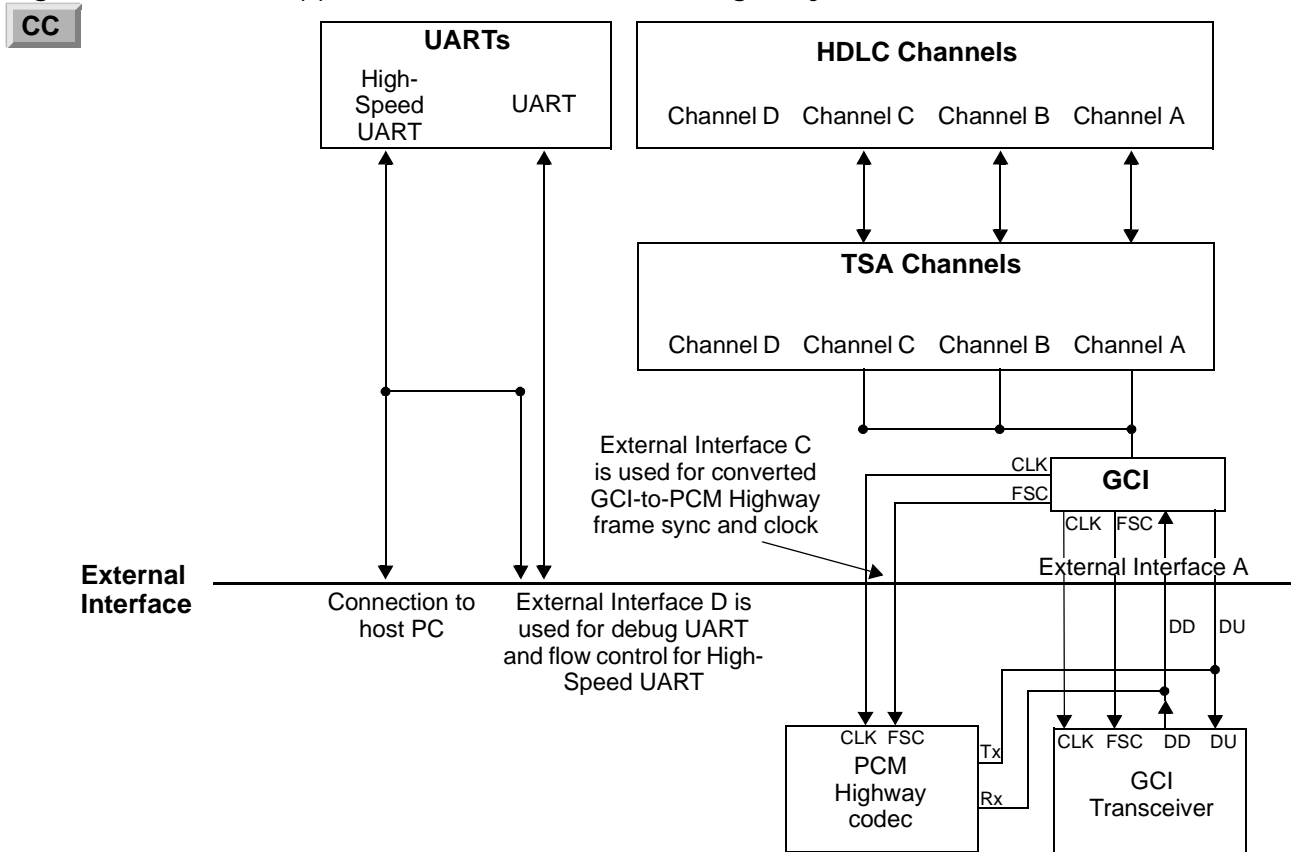 CC
UARTs
High-
Speed
UART
UART
HDLC Channels
Channel D Channel C Channel B Channel A
TSA Channels
Channel D Channel C Channel B Channel A
External Interface C
is used for converted
GCI-to-PCM Highway
frame sync and clock
CLK
FSC
GCI
CLK FSC
External Interface A
External
Interface
Connection to
host PC
External Interface D is
used for debug UART
and flow control for High-
Speed UART
DD DU
CLK FSC
PCM
Highway
codec
Tx
Rx
CLK FSC DD DU
GCI
Transceiver